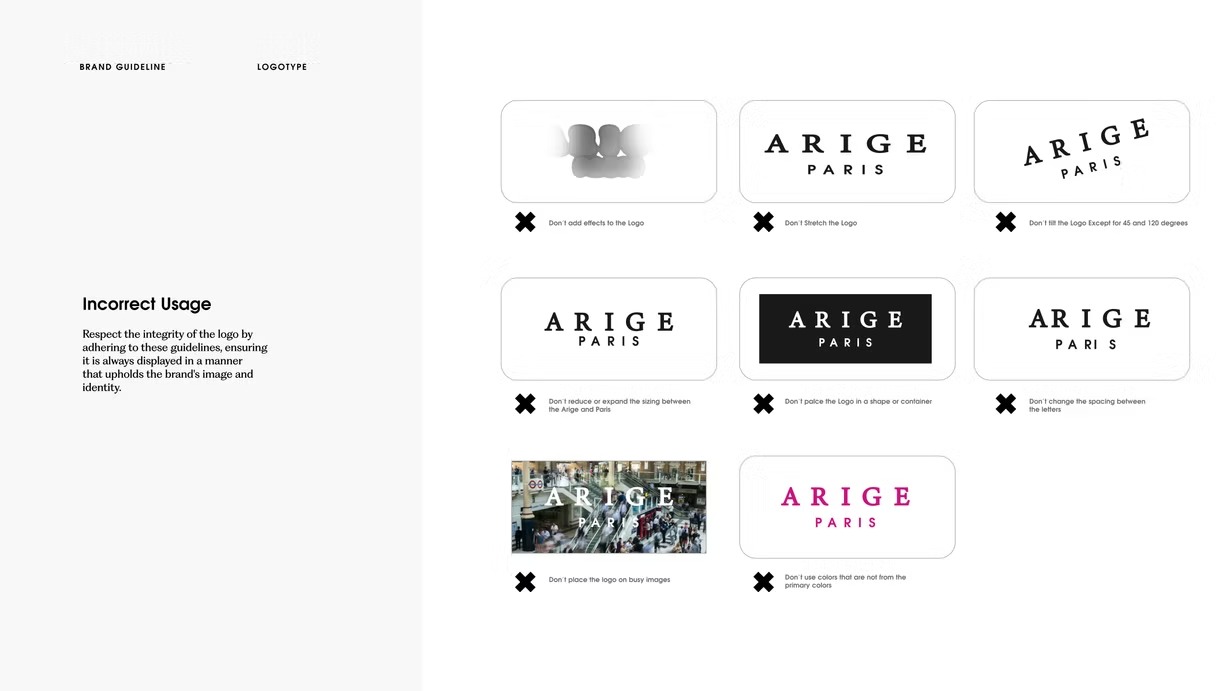 BRAND GUIDELINE
LOGOTYPE
Incorrect Usage
Respect the integrity of the logo by
adhering to these guidelines, ensuring
it is always displayed in a manner
that upholds the brand's image and
identity.
Don't add effects to the Logo
ARIGE
PARIS
Don't Stretch the Logo
ARIGE
PARIS
Don't tilt the Logo Except for 45 and 120 degrees
ARIGE
PARIS
Don't reduce or expand the sizing between
the Arige and Paris
ARIGE
PARIS
Don't palce the Logo in a shape or container
ARIGE
PARIS
Don't change the spacing between
the letters
ARIGE
PARIS
Don't place the logo on busy images
ARIGE
PARIS
Don't use colors that are not from the
primary colors